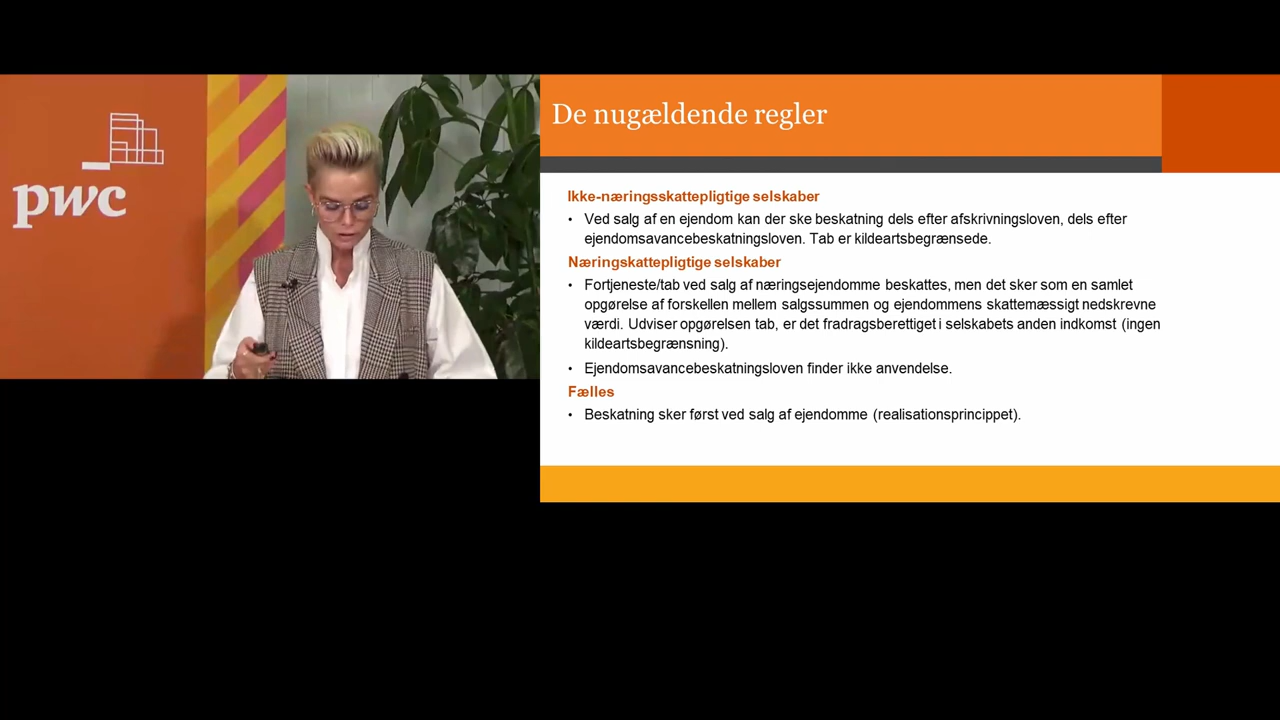 pwc
De nugældende regler
Ikke-næringsskattepligtige selskaber
• Ved salg af en ejendom kan der ske beskatning dels efter afskrivningsloven, dels efter
ejendomsavancebeskatningsloven. Tab er kildeartsbegrænsede.
Næringskattepligtige selskaber
• Fortjeneste/tab ved salg af næringsejendomme beskattes, men det sker som en samlet
opgørelse af forskellen mellem salgssummen og ejendommens skattemæssigt nedskrevne
værdi. Udviser opgørelsen tab, er det fradragsberettiget i selskabets anden indkomst (ingen
kildeartsbegrænsning).
• Ejendomsavancebeskatningsloven finder ikke anvendelse.
Fælles
• Beskatning sker først ved salg af ejendomme (realisationsprincippet).